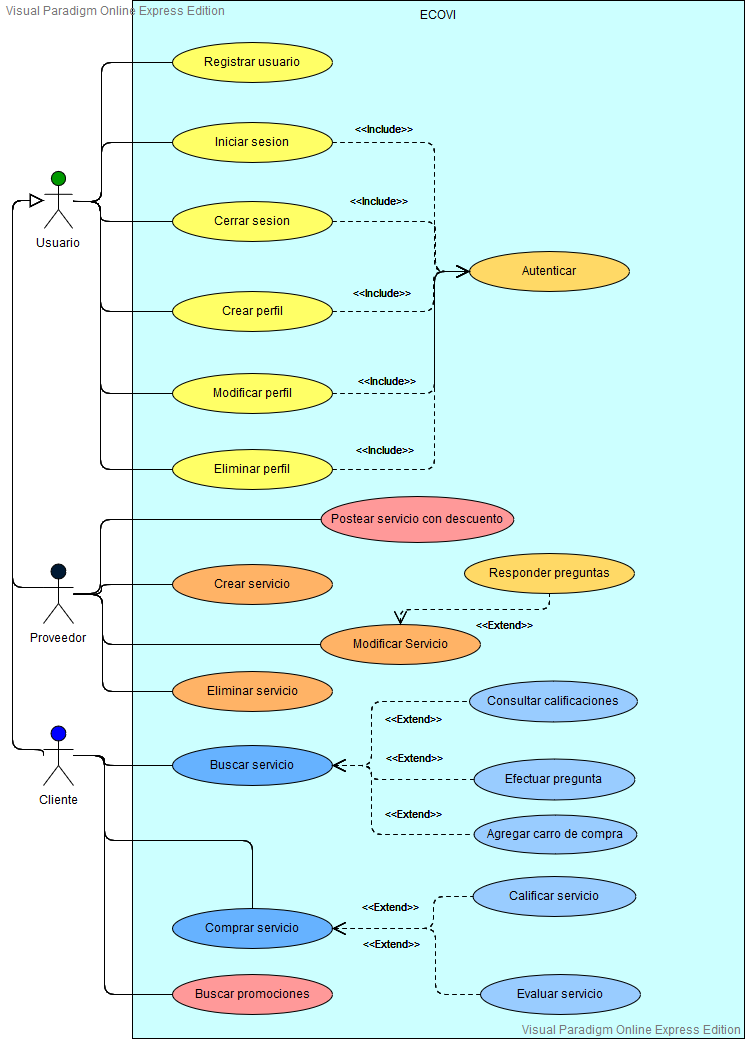 Visual Paradigm Online Express Edition
ECOVI
Registrar usuario
<<Include>>
Iniciar sesion
<<Include>>
Cerrar sesion
Usuario
Autenticar
<<Include>>
Crear perfil
<<Include>>
Modificar perfil
<<Include>>
Eliminar perfil
Postear servicio con descuento
Responder preguntas
Crear servicio
<<Extend>>
Proveedor
Modificar Servicio
Eliminar servicio
Consultar calificaciones
<<Extend>>
<<Extend>>
Buscar servicio
Efectuar pregunta
Cliente
<<Extend>>
Agregar carro de compra
Calificar servicio
<<Extend>>
Comprar servicio
<<Extend>>
Buscar promociones
Evaluar servicio
Visual Paradigm Online Express Edition